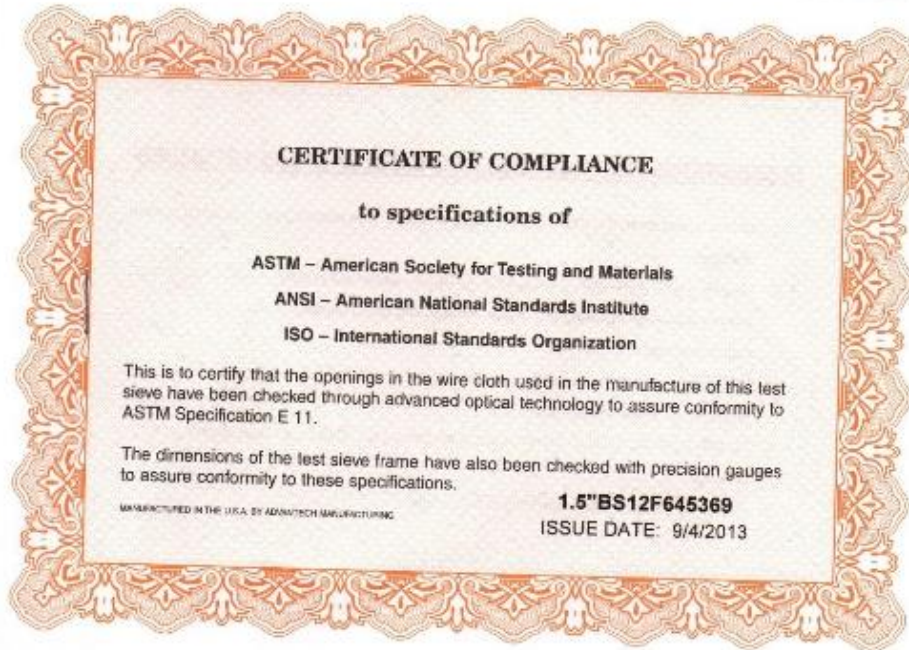 CERTIFICATE OF COMPLIANCE
to specifications of
ASTM – American Society for Testing and Materials
ANSI – American National Standards Institute
ISO – International Standards Organization
This is to certify that the openings in the wire cloth used in the manufacture of this test
sieve have been checked through advanced optical technology to assure conformity to
ASTM Specification E 11.
The dimensions of the test sieve frame have also been checked with precision gauges
to assure conformity to these specifications.
1.5"BS12F645369
MANUFACTURED IN THE U.S.A. BY ADVANTECH MANUFACTURING
ISSUE DATE: 9/4/2013